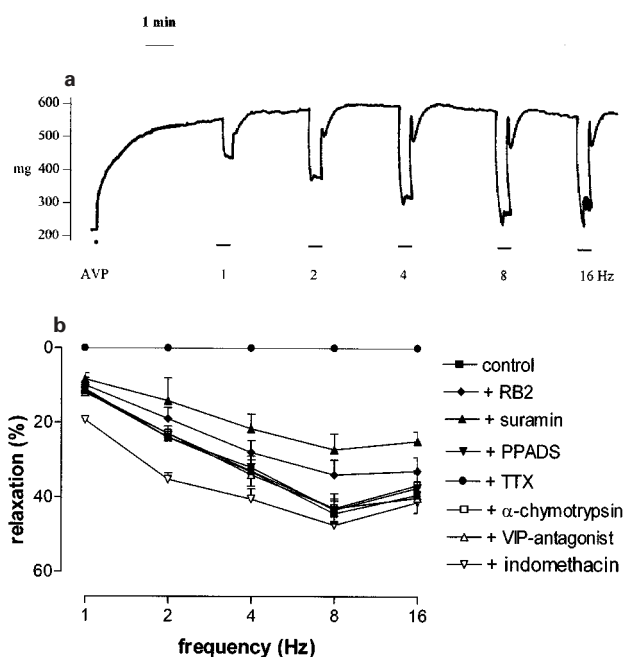 1 min
a
600
500
400
300
200
mg
AVP 1 2 4 8 16 Hz
b
0
20
40
60
relaxation (%)
1 2 4 8 16
frequency (Hz)
control
+ RB2
+ suramin
+ PPADS
+ TTX
+ α-chymotrypsin
+ VIP-antagonist
+ indomethacin